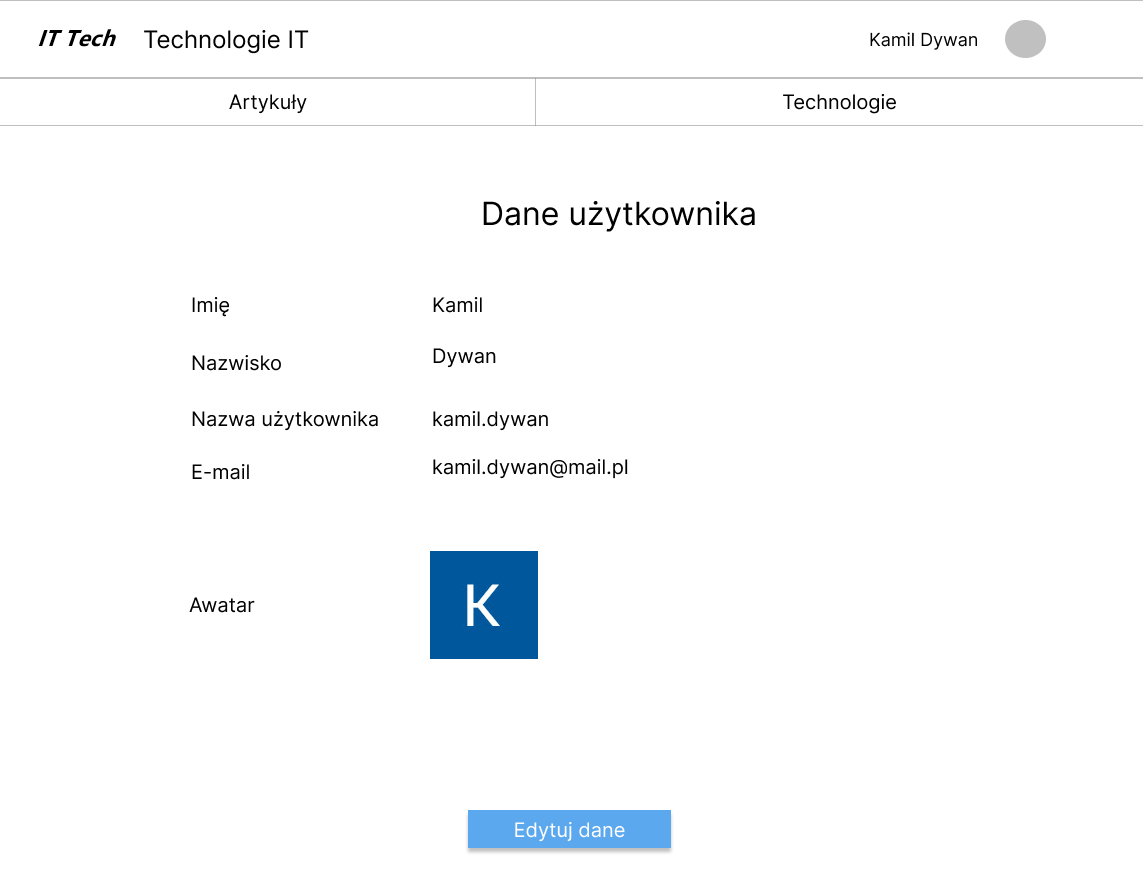 IT Tech Technologie IT Kamil Dywan
Artykuły Technologie
Dane użytkownika
Imię Kamil
Nazwisko Dywan
Nazwa użytkownika kamil.dywan
E-mail kamil.dywan@mail.pl
Awatar K
Edytuj dane